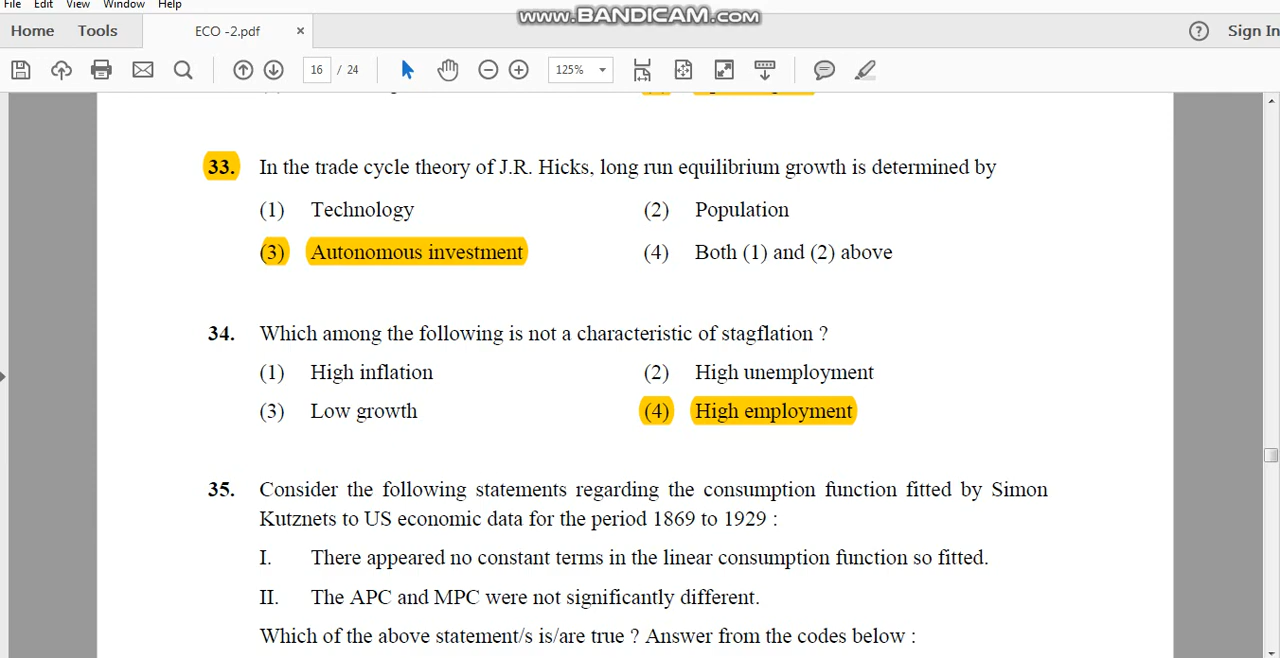 File Edit View Window Help
www.BANDICAM.com
Home Tools ECO -2.pdf × ? Sign In
16 / 24 125%
33. In the trade cycle theory of J.R. Hicks, long run equilibrium growth is determined by
(1) Technology (2) Population
(3) Autonomous investment (4) Both (1) and (2) above
34. Which among the following is not a characteristic of stagflation ?
(1) High inflation (2) High unemployment
(3) Low growth (4) High employment
35. Consider the following statements regarding the consumption function fitted by Simon
Kutznets to US economic data for the period 1869 to 1929 :
I. There appeared no constant terms in the linear consumption function so fitted.
II. The APC and MPC were not significantly different.
Which of the above statement/s is/are true ? Answer from the codes below :